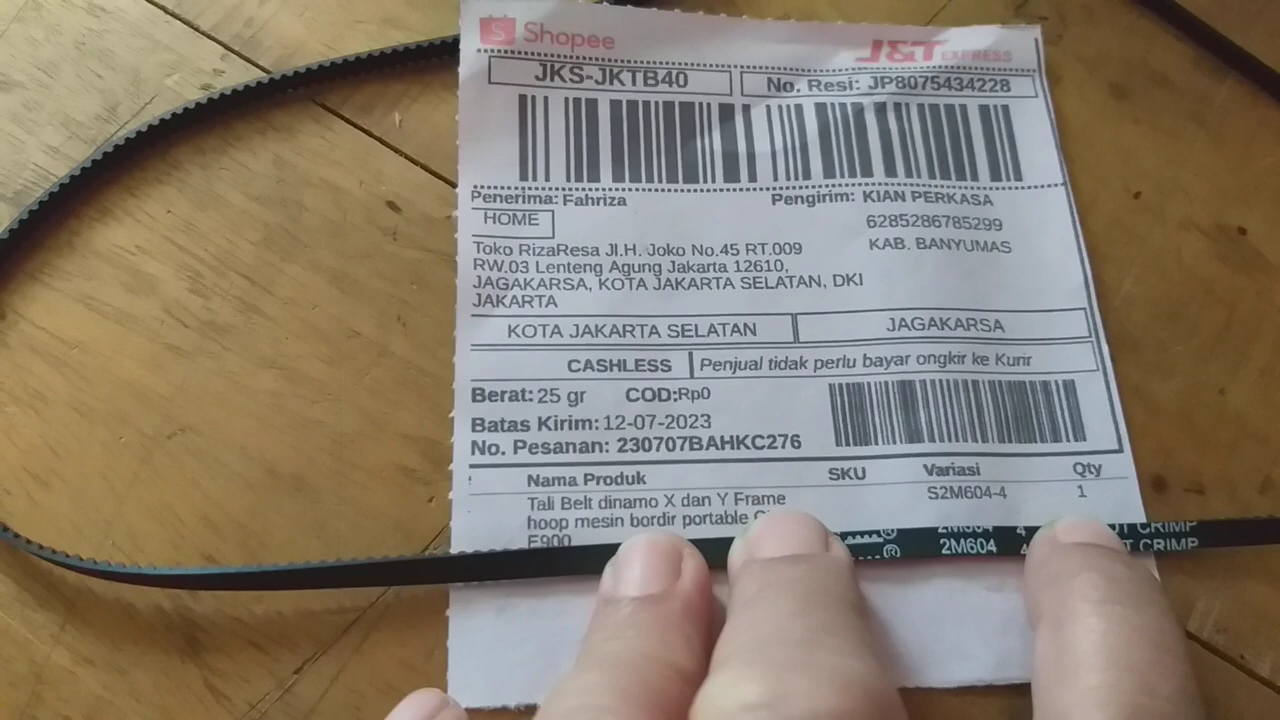 Shopee
J&T EXPRESS
JKS-JKTB40
No. Resi: JP8075434228
Penerima: Fahriza
Pengirim: KIAN PERKASA
HOME
6285286785299
KAB. BANYUMAS
Toko RizaResa Jl.H. Joko No.45 RT.009
RW.03 Lenteng Agung Jakarta 12610,
JAGAKARSA, KOTA JAKARTA SELATAN, DKI
JAKARTA
KOTA JAKARTA SELATAN
JAGAKARSA
CASHLESS
Penjual tidak perlu bayar ongkir ke Kurir
Berat: 25 gr COD:Rp0
Batas Kirim: 12-07-2023
No. Pesanan: 230707BAHKC276
Nama Produk SKU Variasi Qty
Tali Belt dinamo X dan Y Frame
hoop mesin bordir portable
E900
S2M604-4 1
2M604 4 CRIMP
® 2M604 CRIMP